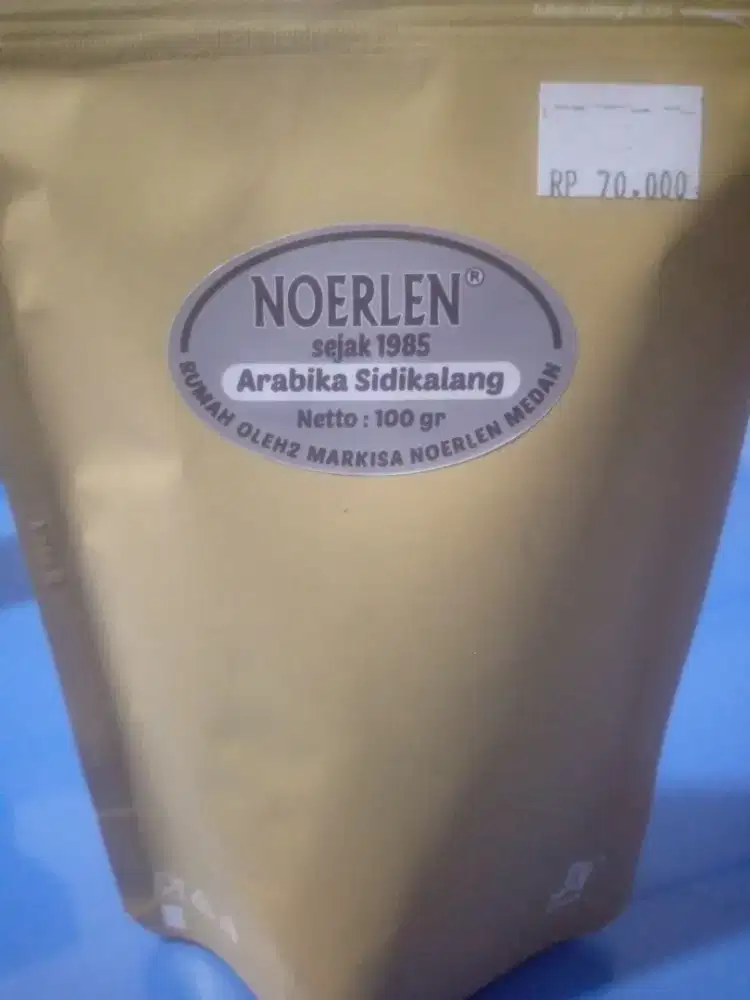 RP 70.000
NOERLEN®
sejak 1985
Arabika Sidikalang
Netto : 100 gr
RUMAH OLEH2 MARKISA NOERLEN MEDAN